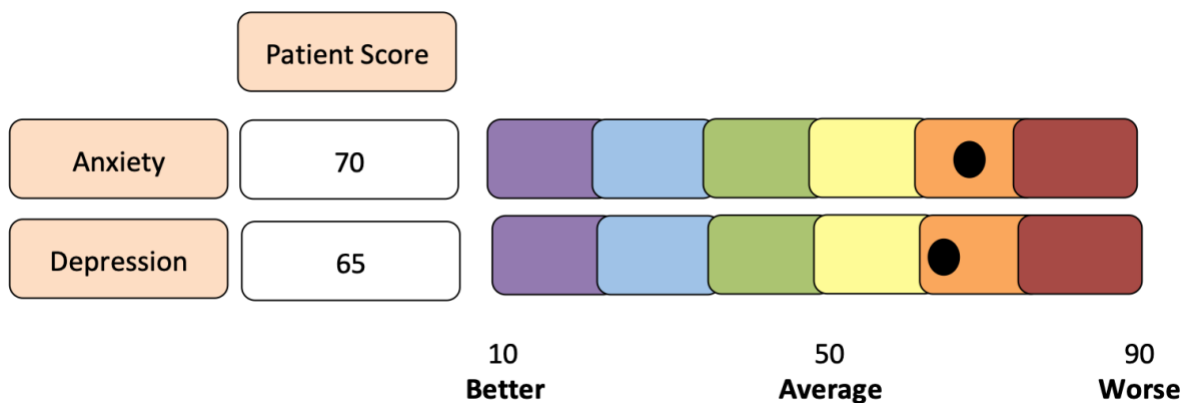 Patient Score
Anxiety 70
Depression 65
10 50 90
Better Average Worse